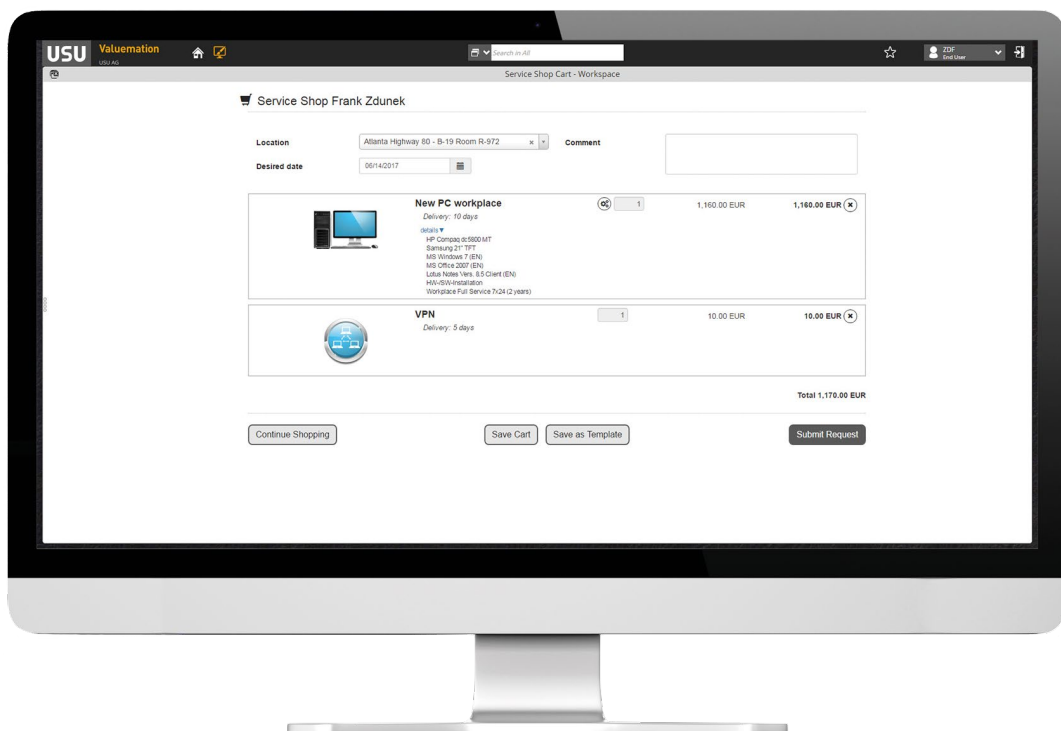 USU Valuemation
USU AG
Search in All
ZDF
End User
Service Shop Cart - Workspace
Service Shop Frank Zdunek
Location
Atlanta Highway 80 - B-19 Room R-972
Comment
Desired date
06/14/2017
New PC workplace
1
1,160.00 EUR
1,160.00 EUR
Delivery: 10 days
details
HP Compaq dc5800 MT
Samsung 21" TFT
MS Windows 7 (EN)
MS Office 2007 (EN)
Lotus Notes Vers. 8.5 Client (EN)
HW-/SW-Installation
Workplace Full Service 7x24 (2 years)
VPN
1
10.00 EUR
10.00 EUR
Delivery: 5 days
Total 1,170.00 EUR
Continue Shopping
Save Cart
Save as Template
Submit Request